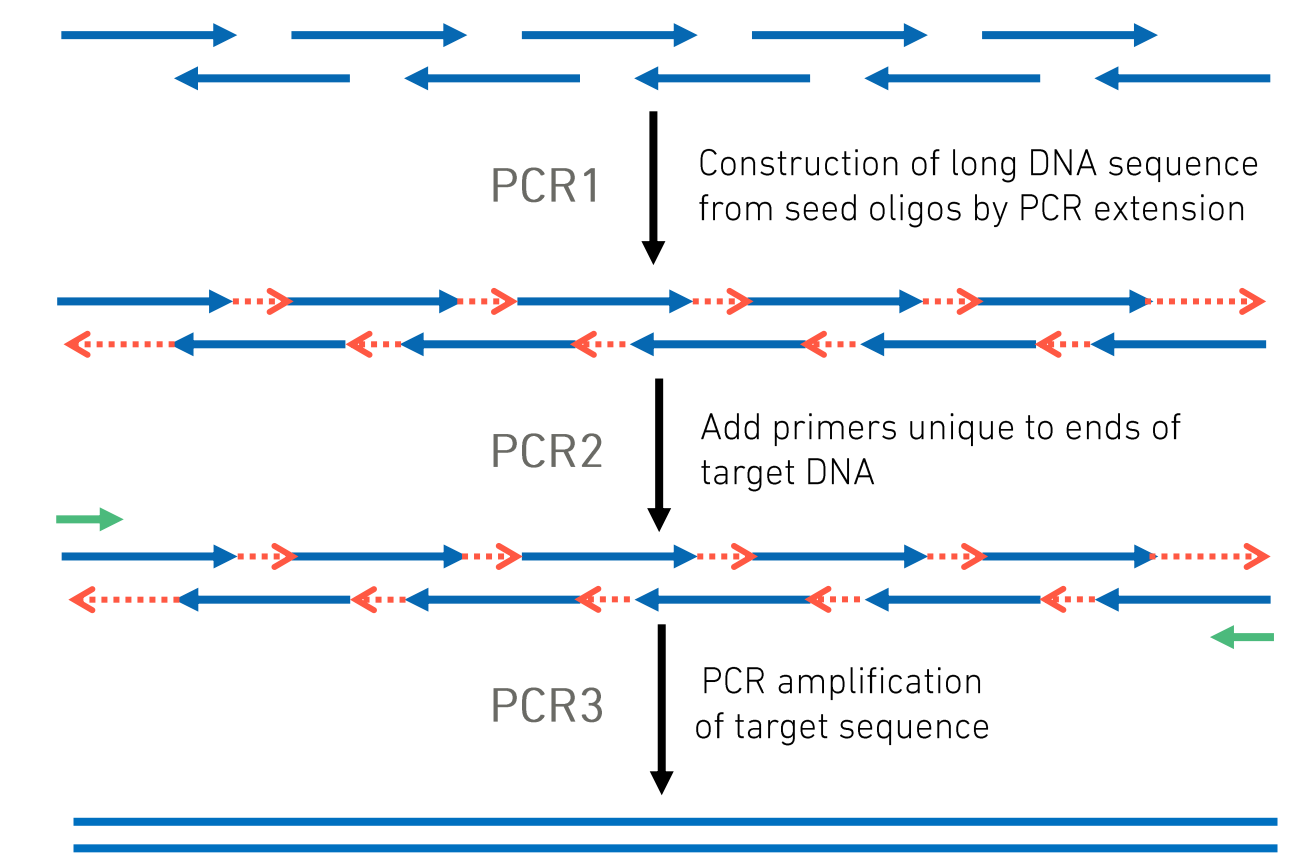 PCR1
Construction of long DNA sequence
from seed oligos by PCR extension
PCR2
Add primers unique to ends of
target DNA
PCR3
PCR amplification
of target sequence